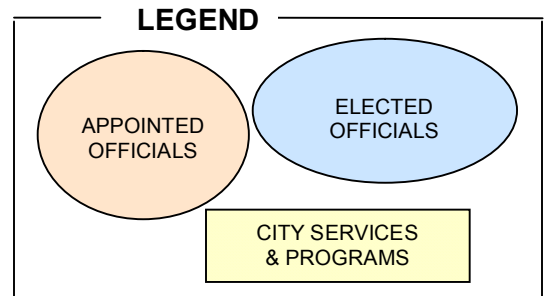 LEGEND
APPOINTED
OFFICIALS
ELECTED
OFFICIALS
CITY SERVICES
& PROGRAMS